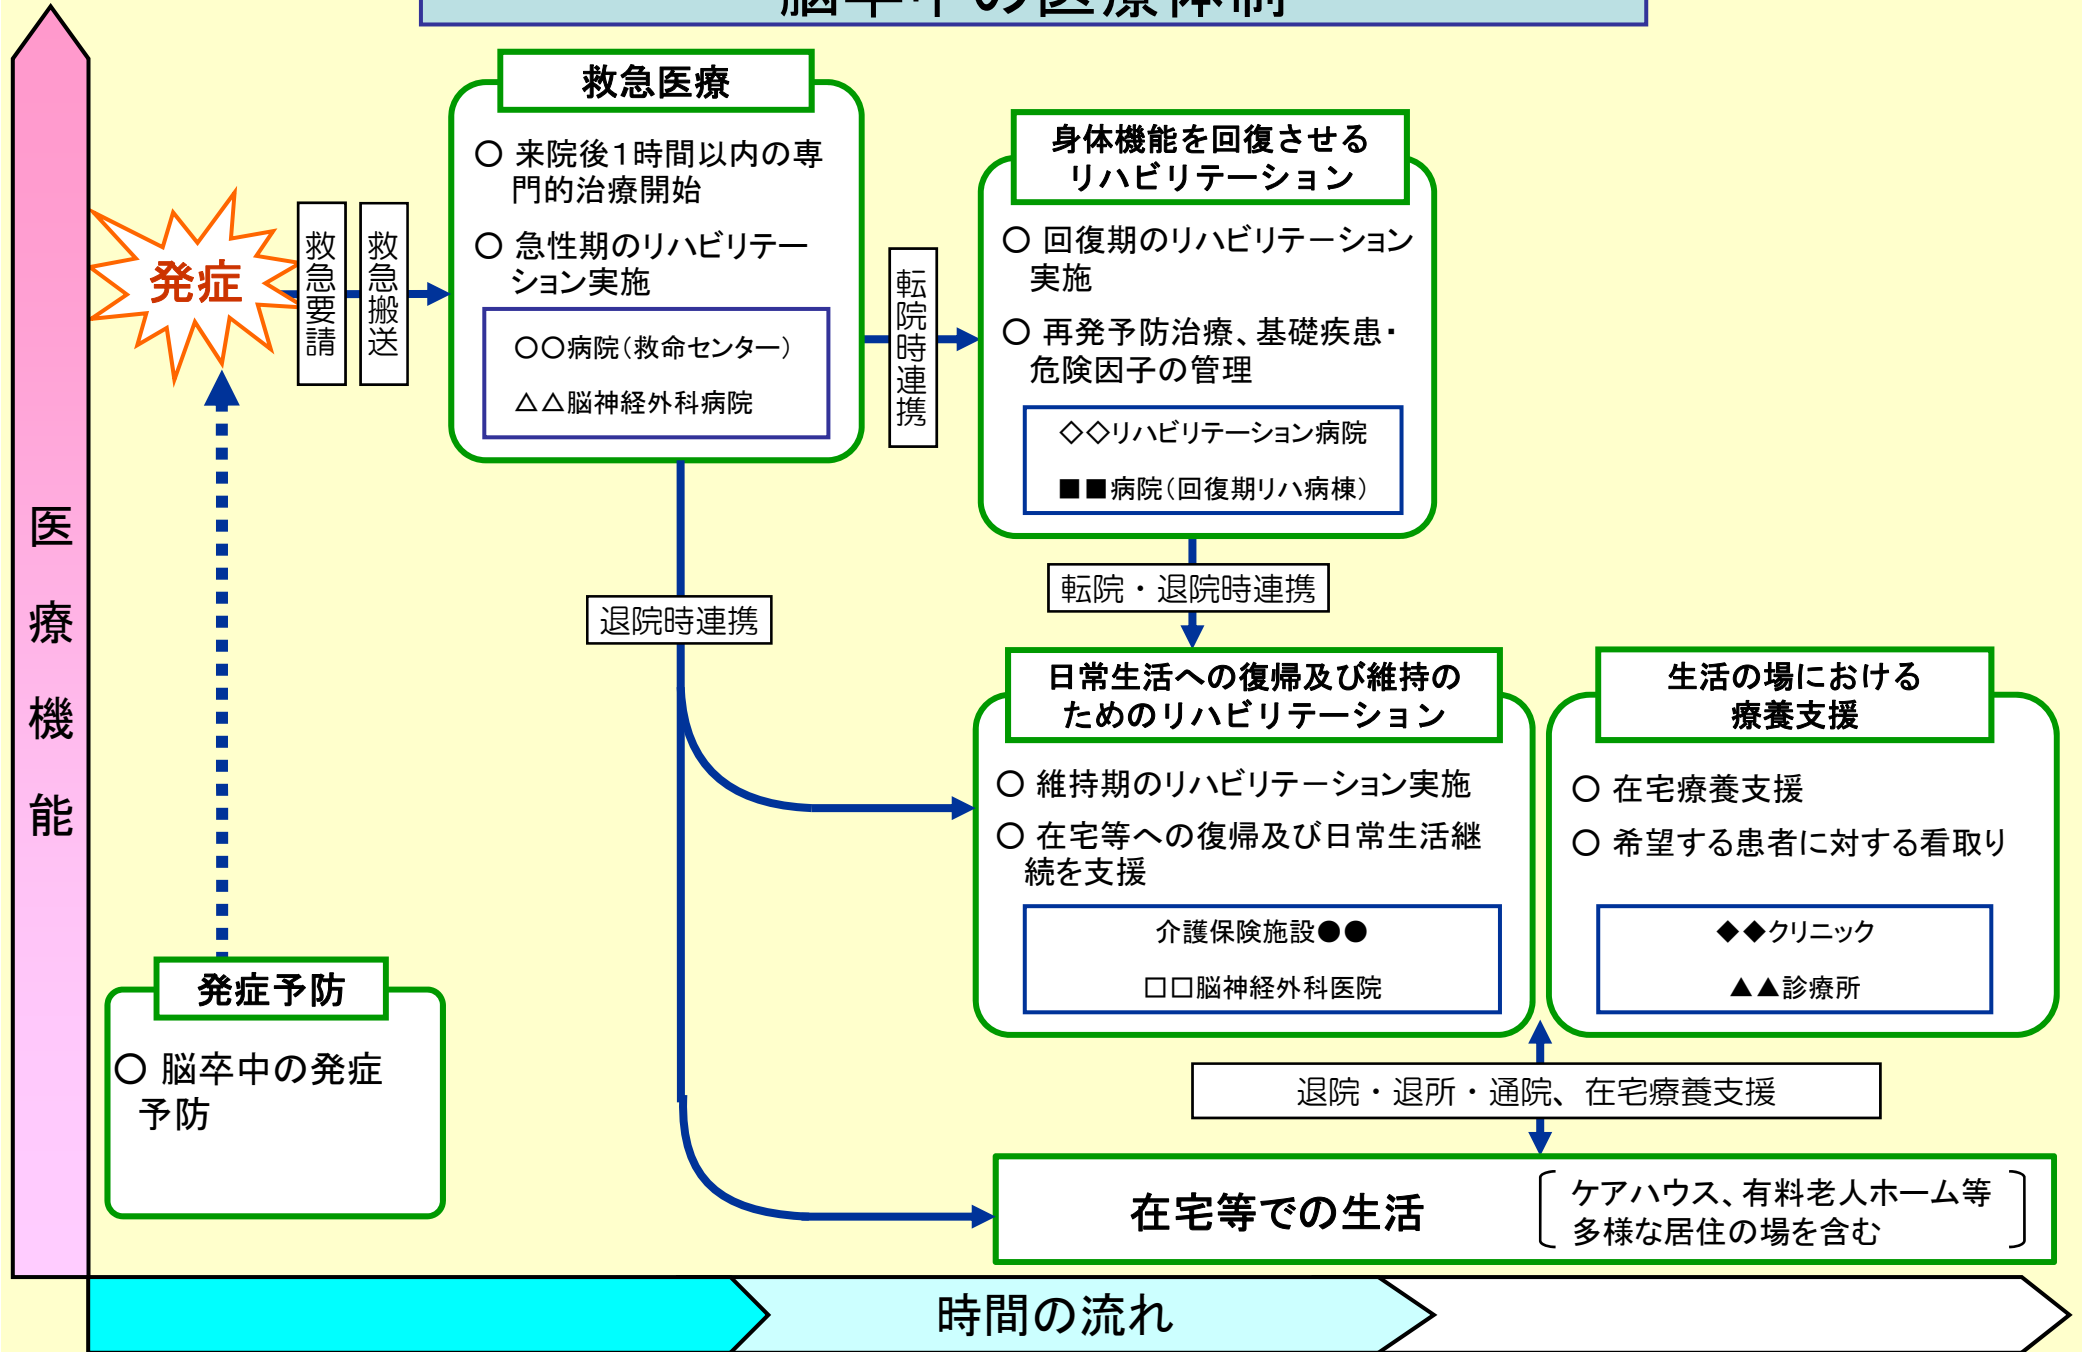 脳卒中の医療体制
救急医療
○ 来院後１時間以内の専
門的治療開始
○ 急性期のリハビリテー
ション実施
○○病院（救命センター）
△△脳神経外科病院
身体機能を回復させる
リハビリテーション
○ 回復期のリハビリテーション
実施
○ 再発予防治療、基礎疾患・
危険因子の管理
◇◇リハビリテーション病院
■■病院（回復期リハ病棟）
発症
救急要請
救急搬送
転院時連携
医療機能
退院時連携
転院・退院時連携
日常生活への復帰及び維持の
ためのリハビリテーション
○ 維持期のリハビリテーション実施
○ 在宅等への復帰及び日常生活継
続を支援
介護保険施設●●
□□脳神経外科医院
生活の場における
療養支援
○ 在宅療養支援
○ 希望する患者に対する看取り
◆◆クリニック
▲▲診療所
発症予防
○ 脳卒中の発症
予防
退院・退所・通院、在宅療養支援
在宅等での生活
ケアハウス、有料老人ホーム等
多様な居住の場を含む
時間の流れ